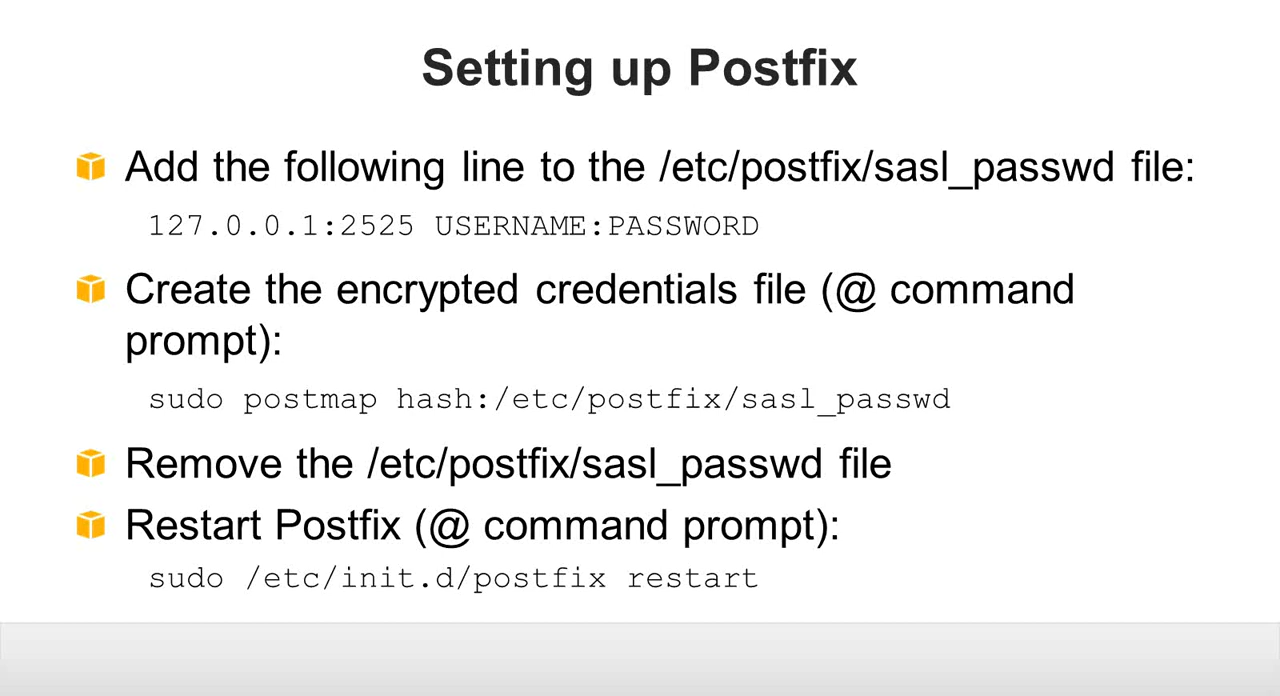 Setting up Postfix
Add the following line to the /etc/postfix/sasl_passwd file:
127.0.0.1:2525 USERNAME:PASSWORD
Create the encrypted credentials file (@ command
prompt):
sudo postmap hash:/etc/postfix/sasl_passwd
Remove the /etc/postfix/sasl_passwd file
Restart Postfix (@ command prompt):
sudo /etc/init.d/postfix restart